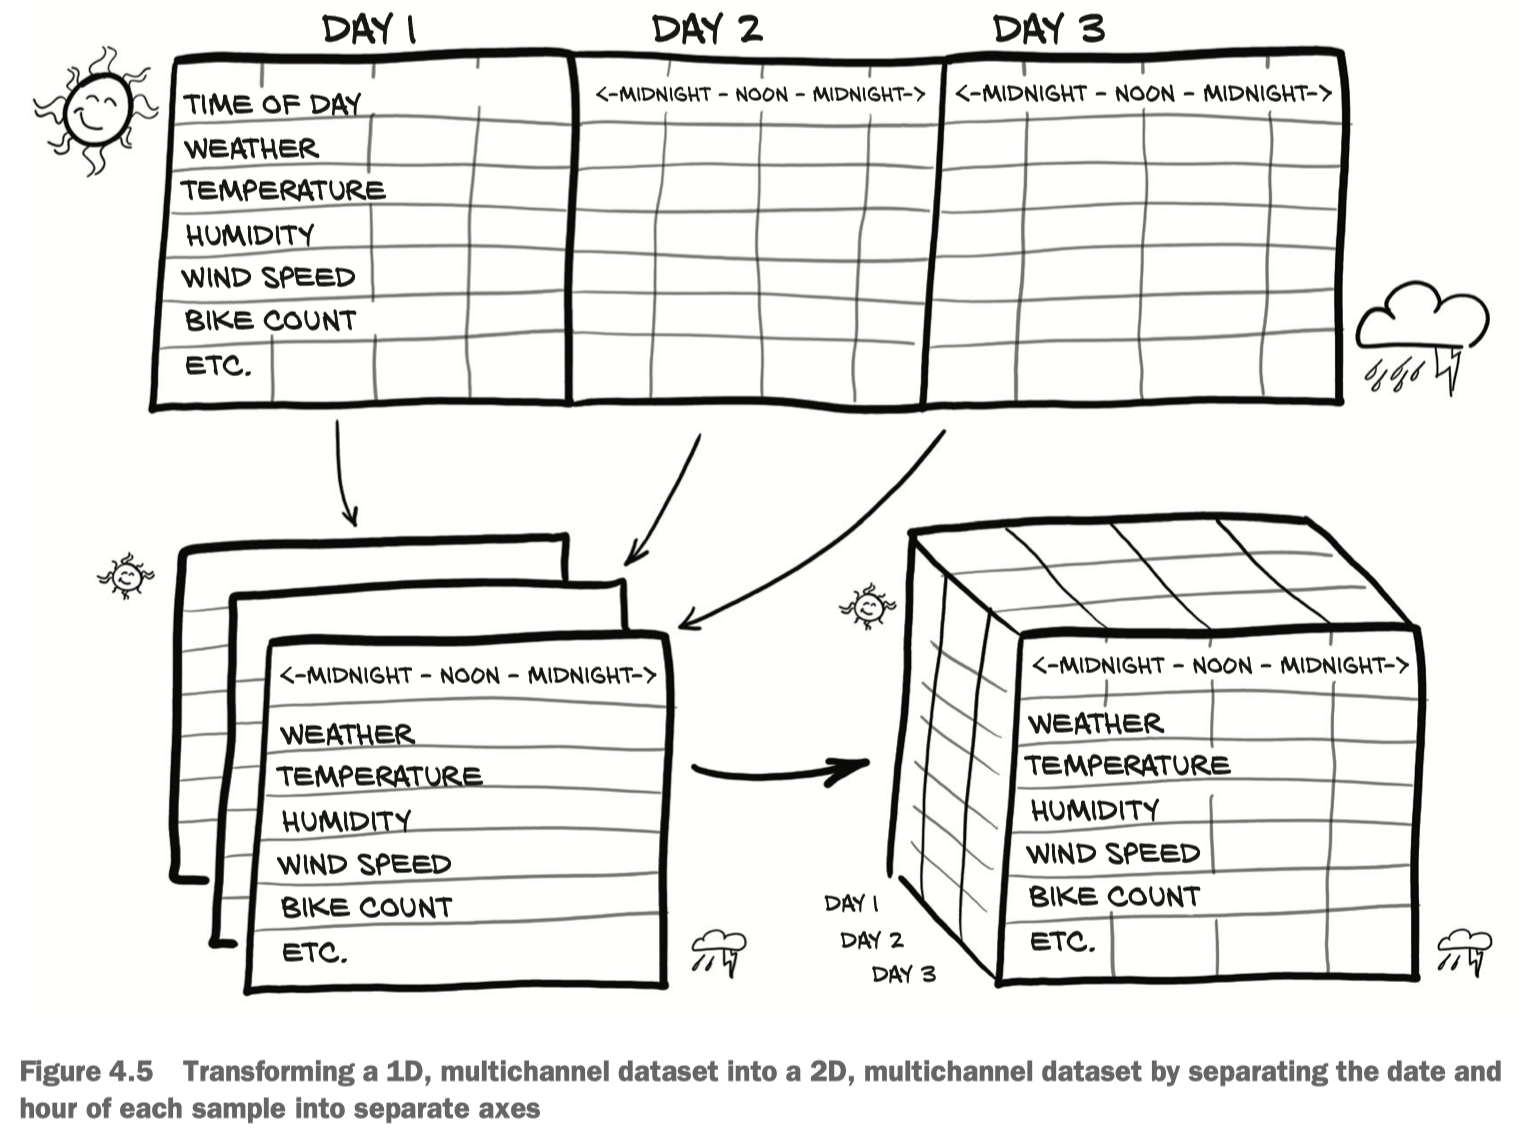 DAY 1 DAY 2 DAY 3
TIME OF DAY <-MIDNIGHT - NOON - MIDNIGHT-> <-MIDNIGHT - NOON - MIDNIGHT->
WEATHER
TEMPERATURE
HUMIDITY
WIND SPEED
BIKE COUNT
ETC.
<-MIDNIGHT - NOON - MIDNIGHT->
WEATHER
TEMPERATURE
HUMIDITY
WIND SPEED
BIKE COUNT
ETC.
<-MIDNIGHT - NOON - MIDNIGHT->
WEATHER
TEMPERATURE
HUMIDITY
WIND SPEED
BIKE COUNT
ETC.
DAY 1
DAY 2
DAY 3
Figure 4.5 Transforming a 1D, multichannel dataset into a 2D, multichannel dataset by separating the date and
hour of each sample into separate axes